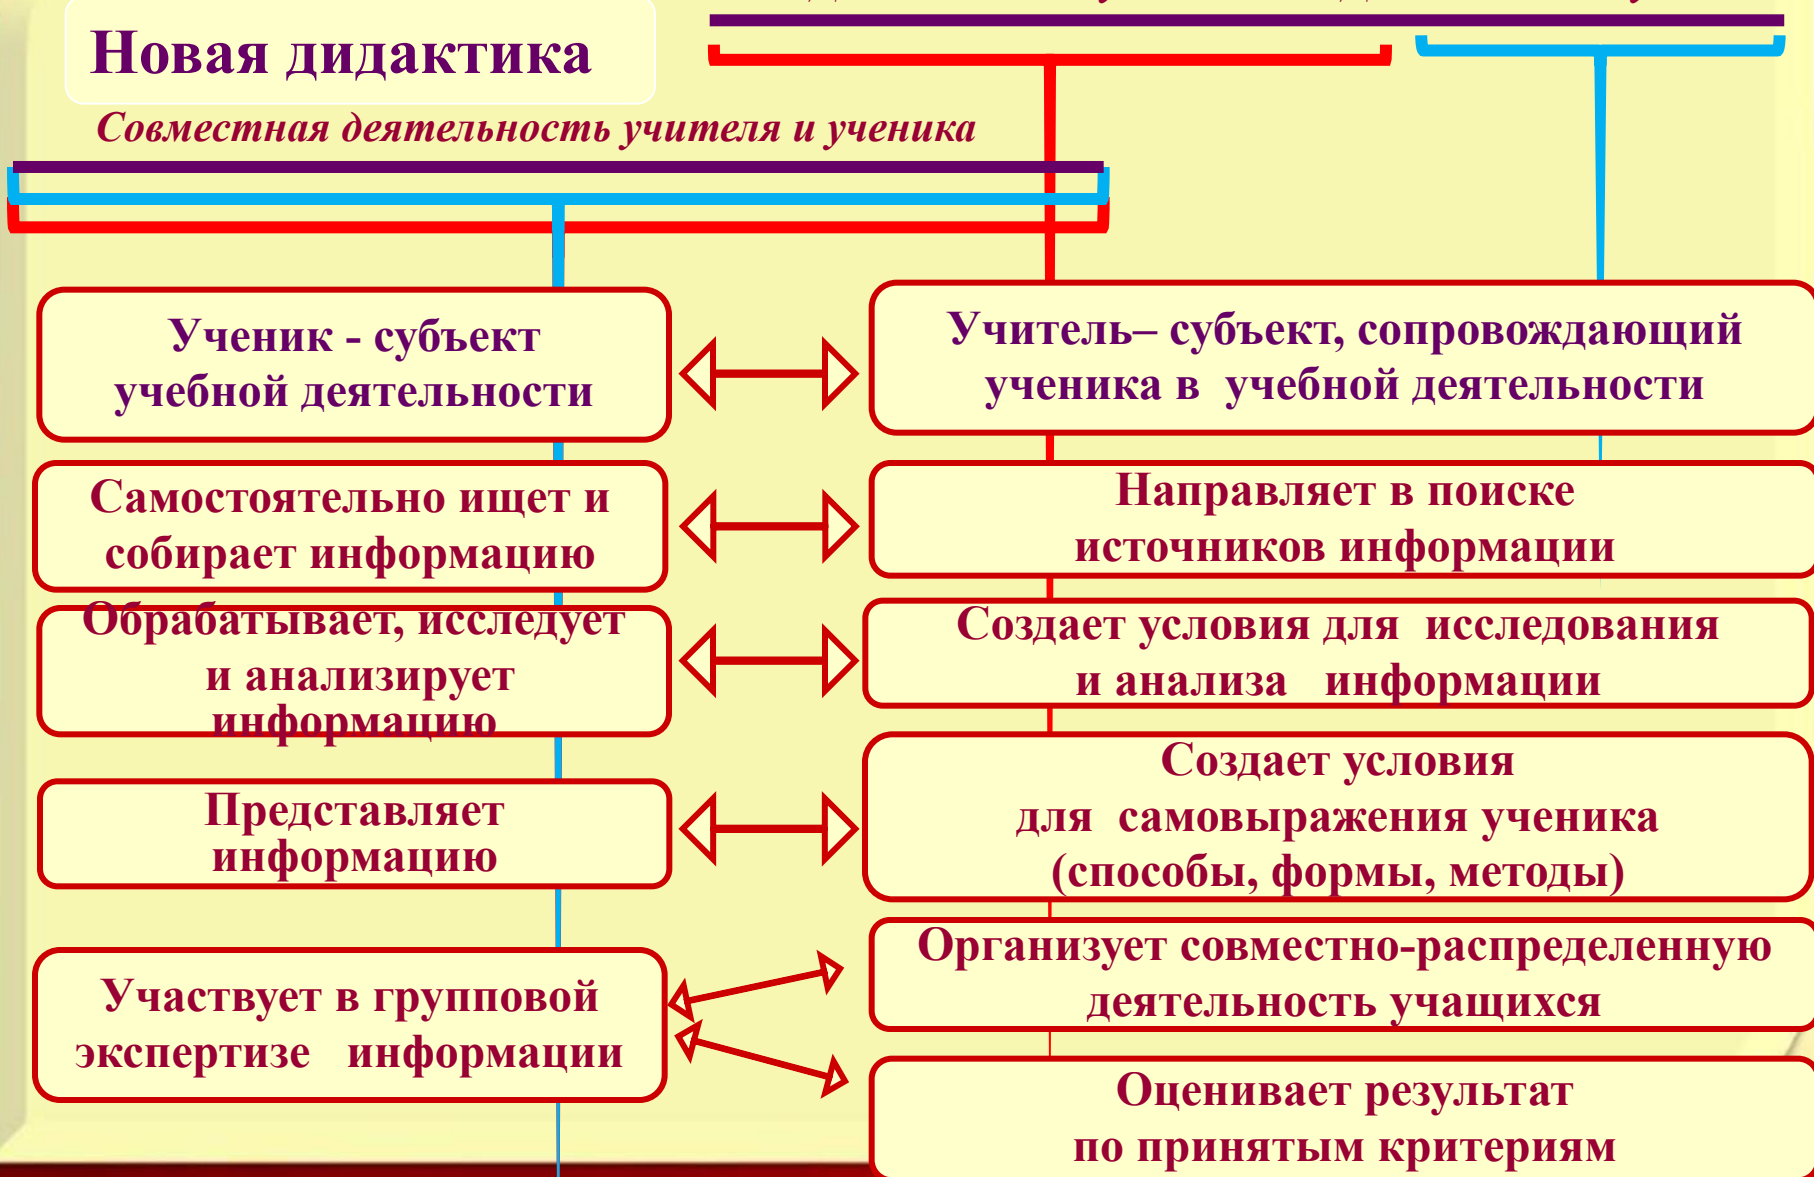 Новая дидактика
Совместная деятельность учителя и ученика
Ученик - субъект
учебной деятельности
Учитель– субъект, сопровождающий
ученика в учебной деятельности
Самостоятельно ищет и
собирает информацию
Направляет в поиске
источников информации
Обрабатывает, исследует
и анализирует
информацию
Создает условия для исследования
и анализа информации
Представляет
информацию
Создает условия
для самовыражения ученика
(способы, формы, методы)
Участвует в групповой
экспертизе информации
Организует совместно-распределенную
деятельность учащихся
Оценивает результат
по принятым критериям